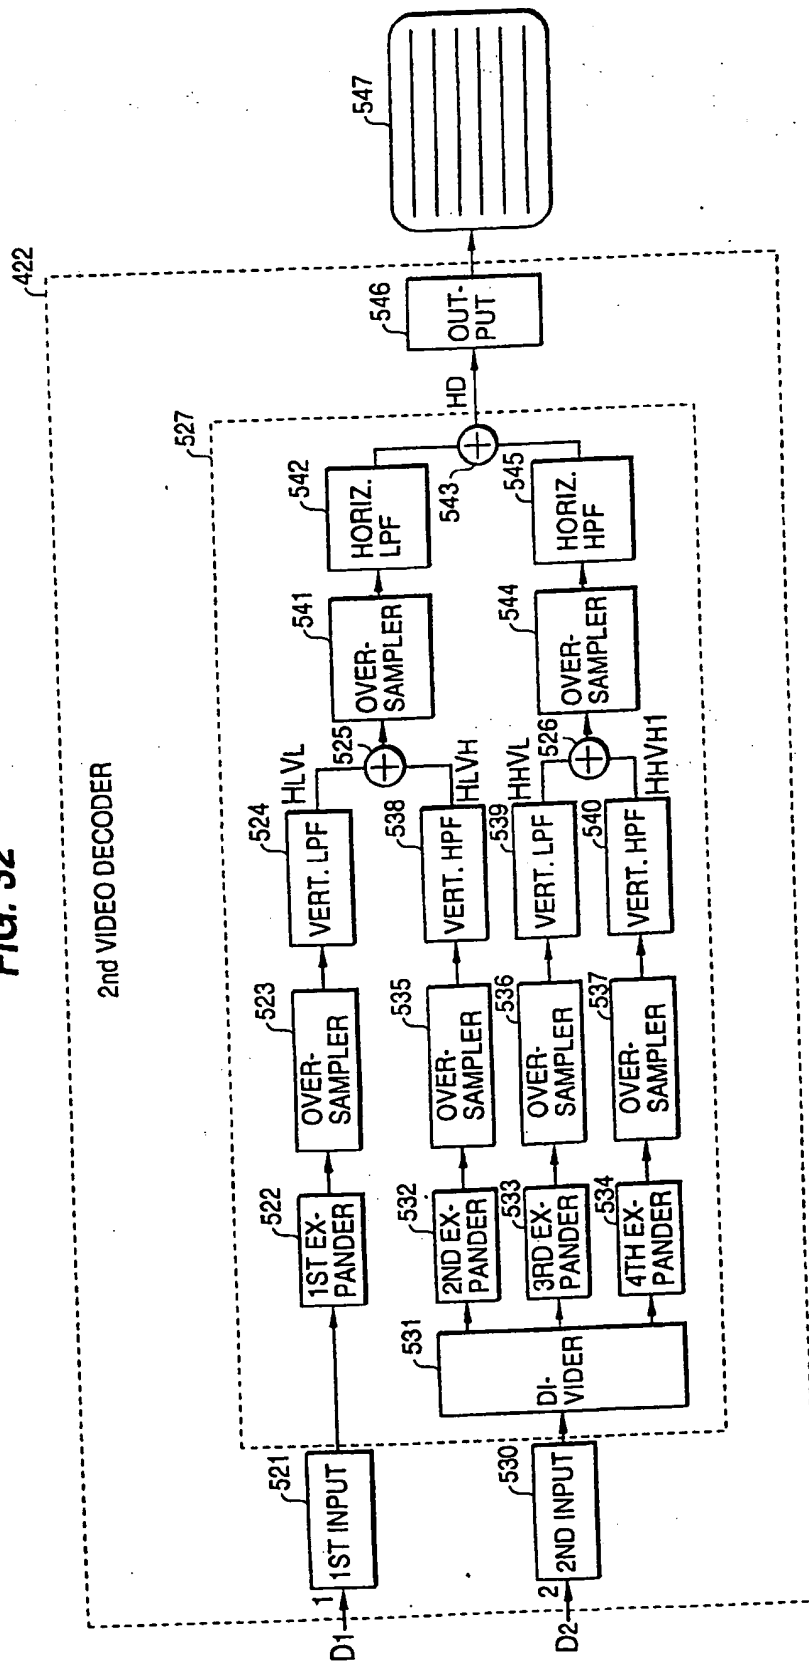 FIG. 52
2nd VIDEO DECODER
422
527
D1
1
521
1ST INPUT
522
1ST EX-
PANDER
523
OVER-
SAMPLER
524
VERT. LPF
HLVL
525
541
OVER-
SAMPLER
542
HORIZ.
LPF
D2
2
530
2ND INPUT
531
DI-
VIDER
532
2ND EX-
PANDER
535
OVER-
SAMPLER
538
VERT. HPF
HLVH
533
3RD EX-
PANDER
536
OVER-
SAMPLER
539
VERT. LPF
HHVL
526
534
4TH EX-
PANDER
537
OVER-
SAMPLER
540
VERT. HPF
HHVH1
544
OVER-
SAMPLER
545
HORIZ.
HPF
543
HD
546
OUT-
PUT
547